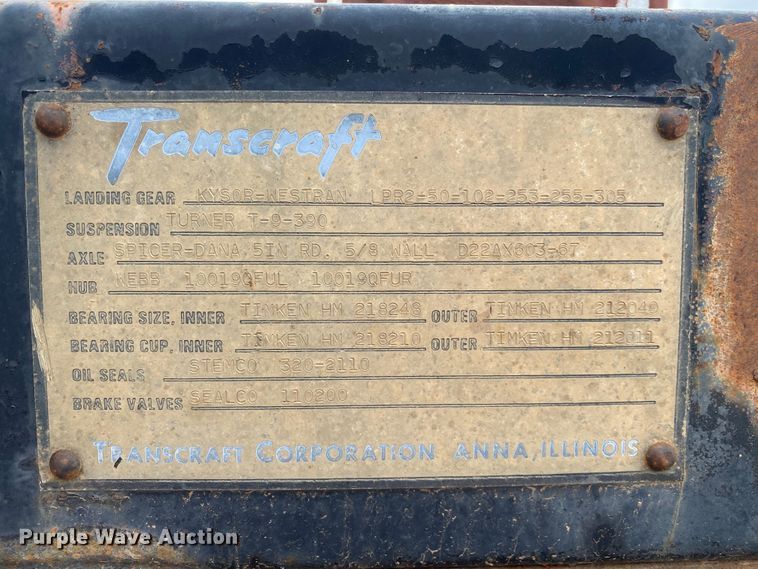 Transcraft
LANDING GEAR KYSOR-WESTRAN LPR2-50-102-253-255-305
SUSPENSION TURNER T-9-390
AXLE SPICER-DANA 5IN RD. 5/8 WALL D22AX603-67
HUB WEBB 10019QFUL 10019QFUR
BEARING SIZE, INNER TIMKEN HM 218248 OUTER TIMKEN HM 212049
BEARING CUP, INNER TIMKEN HM 218210 OUTER TIMKEN HM 212011
OIL SEALS STEMCO 320-2110
BRAKE VALVES SEALCO 110200
TRANSCRAFT CORPORATION ANNA, ILLINOIS
Purple Wave Auction